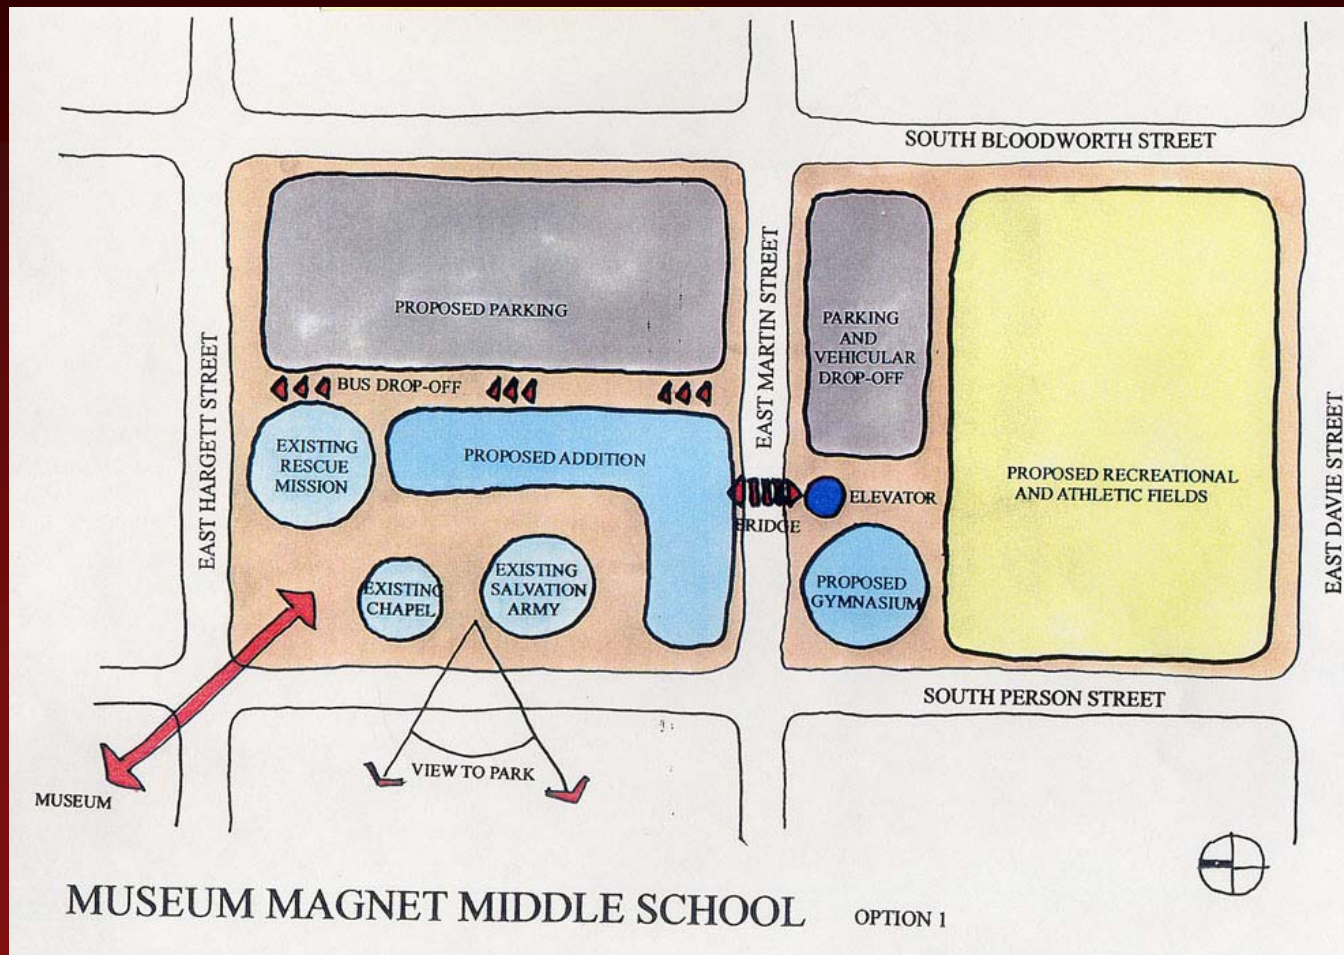 SOUTH BLOODWORTH STREET
PROPOSED PARKING
EAST MARTIN STREET
PARKING
AND
VEHICULAR
DROP-OFF
EAST HARGETT STREET
BUS DROP-OFF
EXISTING
RESCUE
MISSION
PROPOSED ADDITION
PROPOSED RECREATIONAL
AND ATHLETIC FIELDS
EAST DAVIE STREET
ELEVATOR
BRIDGE
EXISTING
CHAPEL
EXISTING
SALVATION
ARMY
PROPOSED
GYMNASIUM
SOUTH PERSON STREET
VIEW TO PARK
MUSEUM
MUSEUM MAGNET MIDDLE SCHOOL
OPTION 1